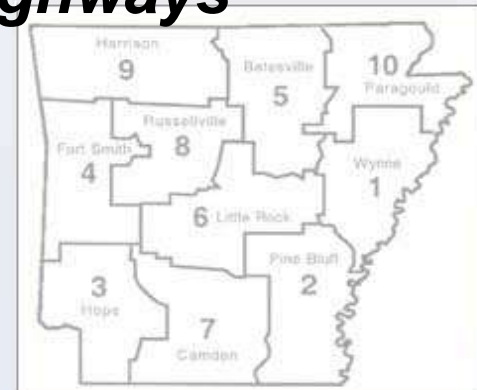 ghways
Harrison
9
Batesville
5
10
Paragould
Russellville
8
Fort Smith
4
Wynne
1
6 Little Rock
Pine Bluff
2
3
Hope
7
Camden